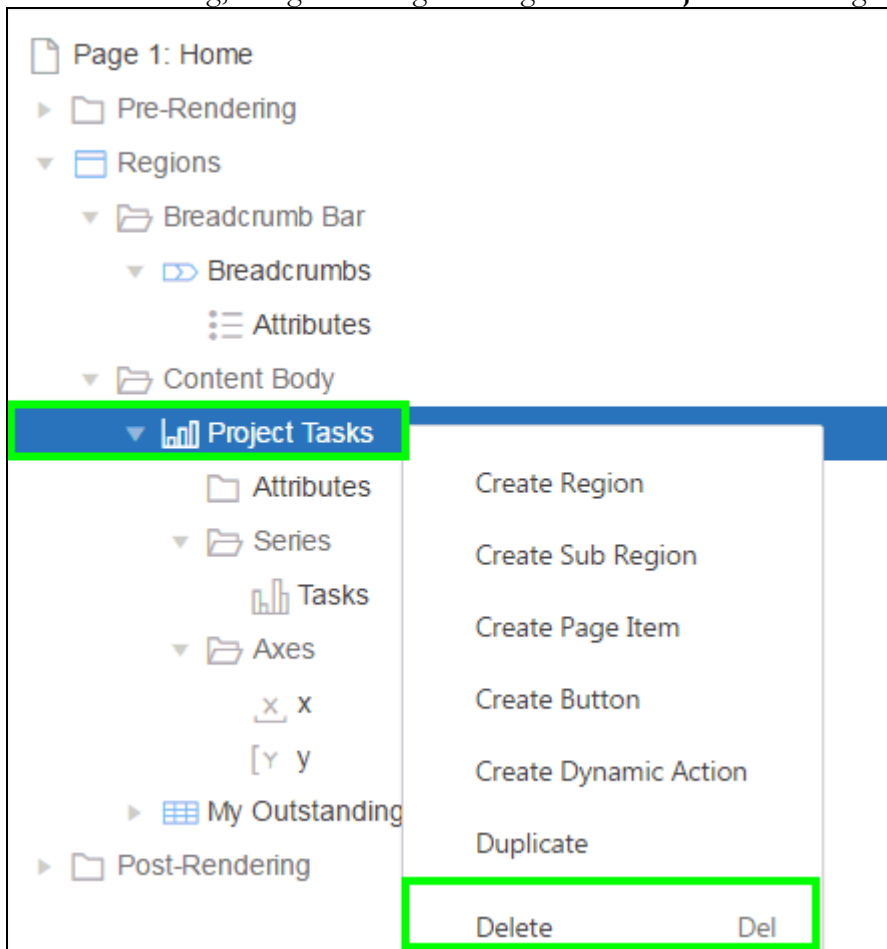 Page 1: Home
Pre-Rendering
Regions
Breadcrumb Bar
Breadcrumbs
Attributes
Content Body
Project Tasks
Attributes
Series
Tasks
Axes
x x
Y y
My Outstanding
Post-Rendering
Create Region
Create Sub Region
Create Page Item
Create Button
Create Dynamic Action
Duplicate
Delete Del